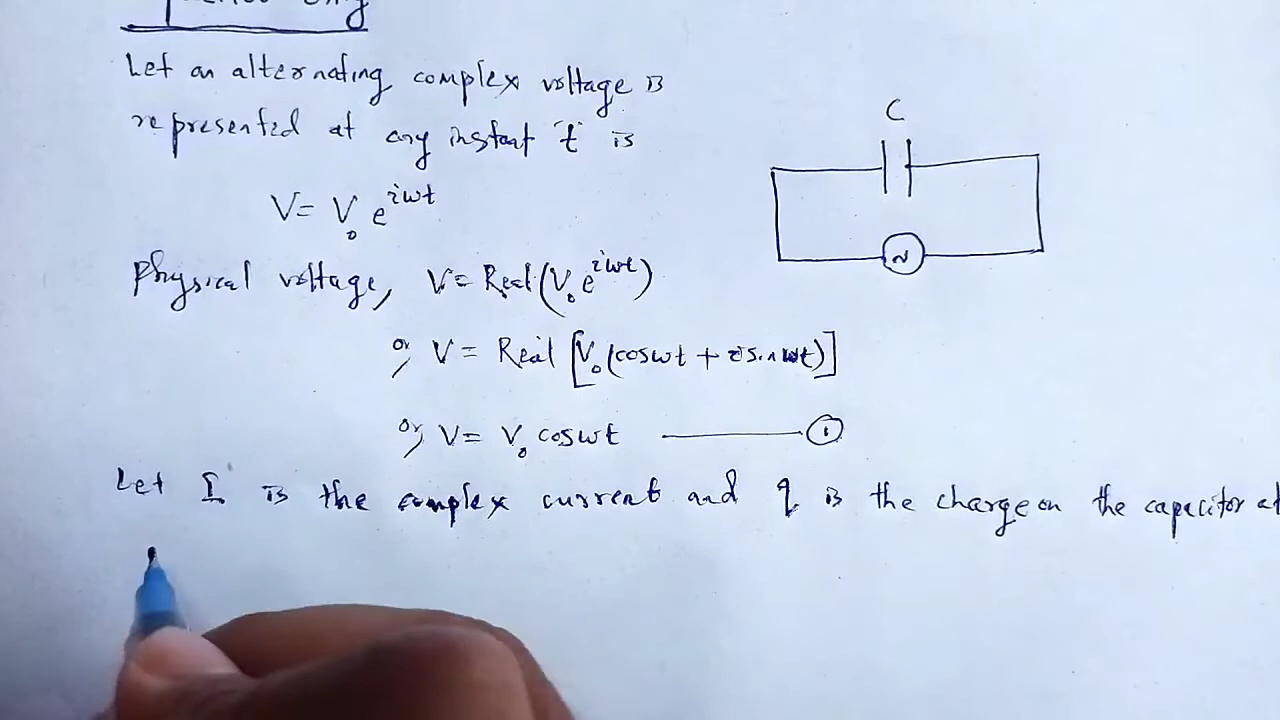 Let an alternating complex voltage is
C
represented at any instant 't' is
V = V₀ e^{iωt}
Physical voltage, V = Real(V₀ e^{iωt})
or, V = Real [V₀(cosωt + i sinωt)]
or, V = V₀ cosωt ——— ①
Let I is the complex current and q is the charge on the capacitor at